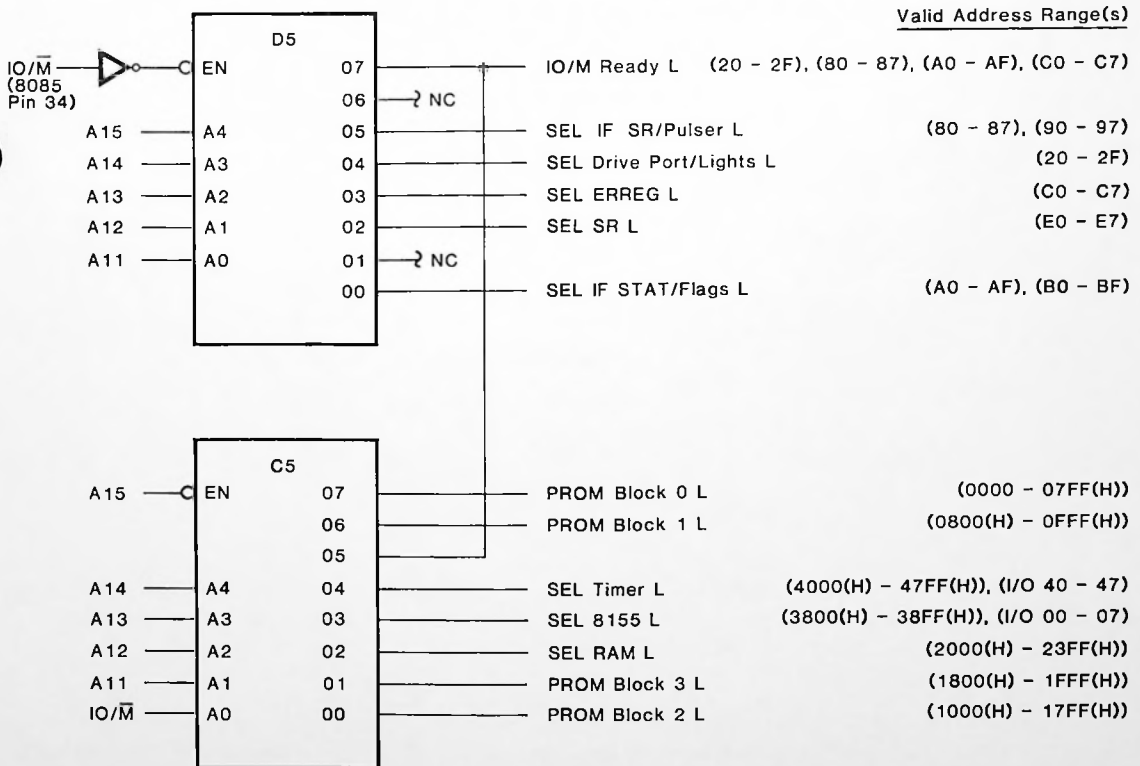 Valid Address Range(s)
D5
IO/M̅ (8085 Pin 34) EN 07 IO/M Ready L (20 - 2F), (80 - 87), (A0 - AF), (C0 - C7)
06 NC
A15 A4 05 SEL IF SR/Pulser L (80 - 87), (90 - 97)
A14 A3 04 SEL Drive Port/Lights L (20 - 2F)
A13 A2 03 SEL ERREG L (C0 - C7)
A12 A1 02 SEL SR L (E0 - E7)
A11 A0 01 NC
00 SEL IF STAT/Flags L (A0 - AF), (B0 - BF)
C5
A15 EN 07 PROM Block 0 L (0000 - 07FF(H))
06 PROM Block 1 L (0800(H) - 0FFF(H))
05
A14 A4 04 SEL Timer L (4000(H) - 47FF(H)), (I/O 40 - 47)
A13 A3 03 SEL 8155 L (3800(H) - 38FF(H)), (I/O 00 - 07)
A12 A2 02 SEL RAM L (2000(H) - 23FF(H))
A11 A1 01 PROM Block 3 L (1800(H) - 1FFF(H))
IO/M̅ A0 00 PROM Block 2 L (1000(H) - 17FF(H))